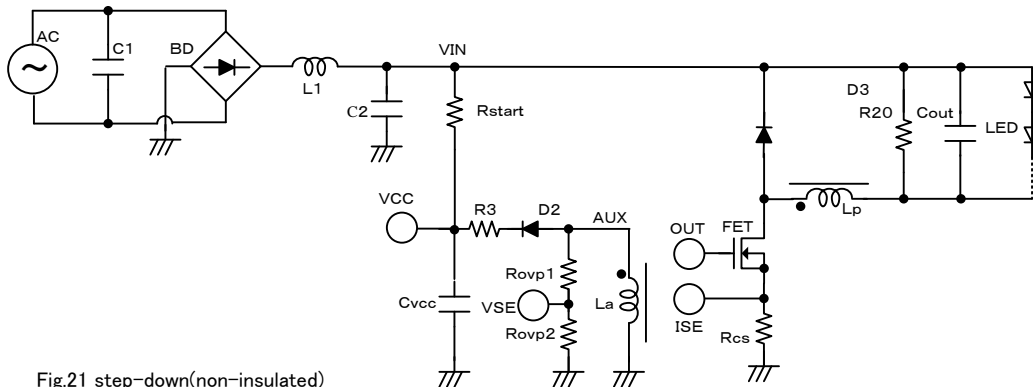 AC
C1
BD
L1
VIN
C2
Rstart
D3
R20
Cout
LED
VCC
R3
D2
AUX
Lp
OUT
FET
Rovp1
Cvcc
VSE
La
ISE
Rovp2
Rcs
Fig.21 step-down(non-insulated)